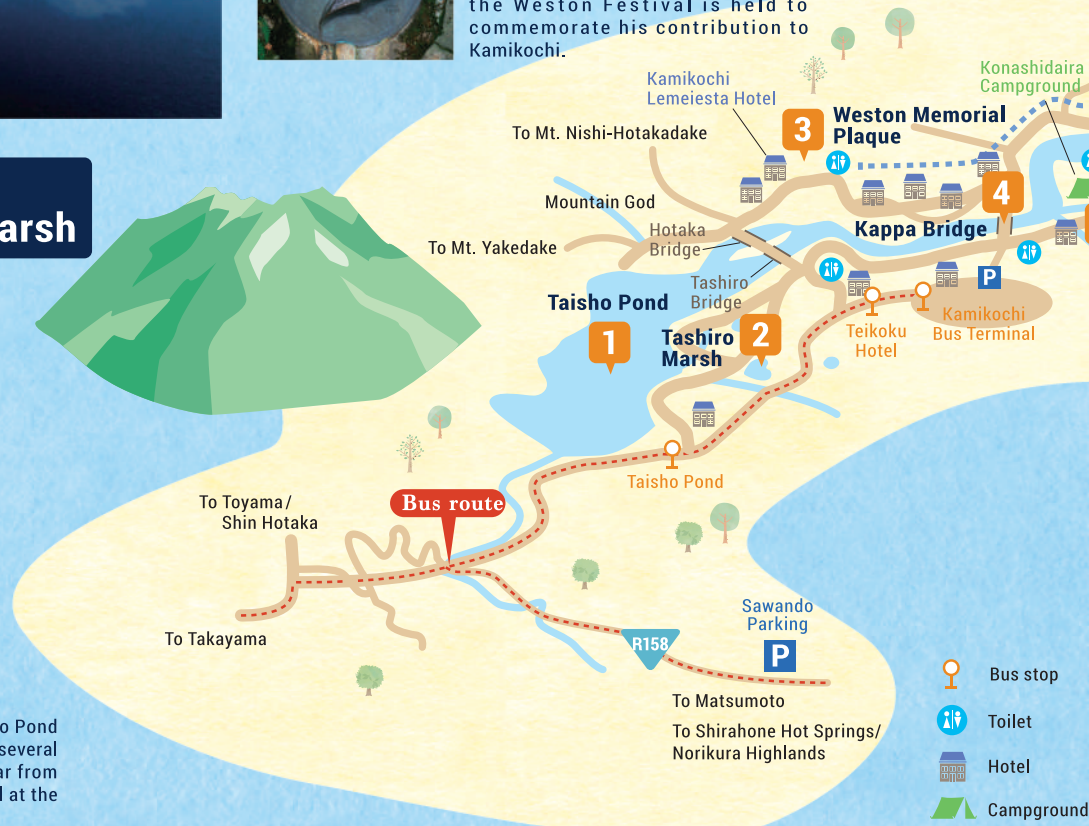 the Weston Festival is held to
commemorate his contribution to
Kamikochi.
arsh
Kamikochi
Lemeiesta Hotel
Konashidaira
Campground
3
Weston Memorial
Plaque
To Mt. Nishi-Hotakadake
4
Mountain God
Kappa Bridge
Hotaka
Bridge
To Mt. Yakedake
P
Tashiro
Bridge
Taisho Pond
1
Tashiro
Marsh
2
Teikoku
Hotel
Kamikochi
Bus Terminal
Taisho Pond
Bus route
To Toyama/
Shin Hotaka
To Takayama
Sawando
Parking
P
R158
To Matsumoto
To Shirahone Hot Springs/
Norikura Highlands
Bus stop
Toilet
Hotel
Campground
o Pond
several
ar from
l at the